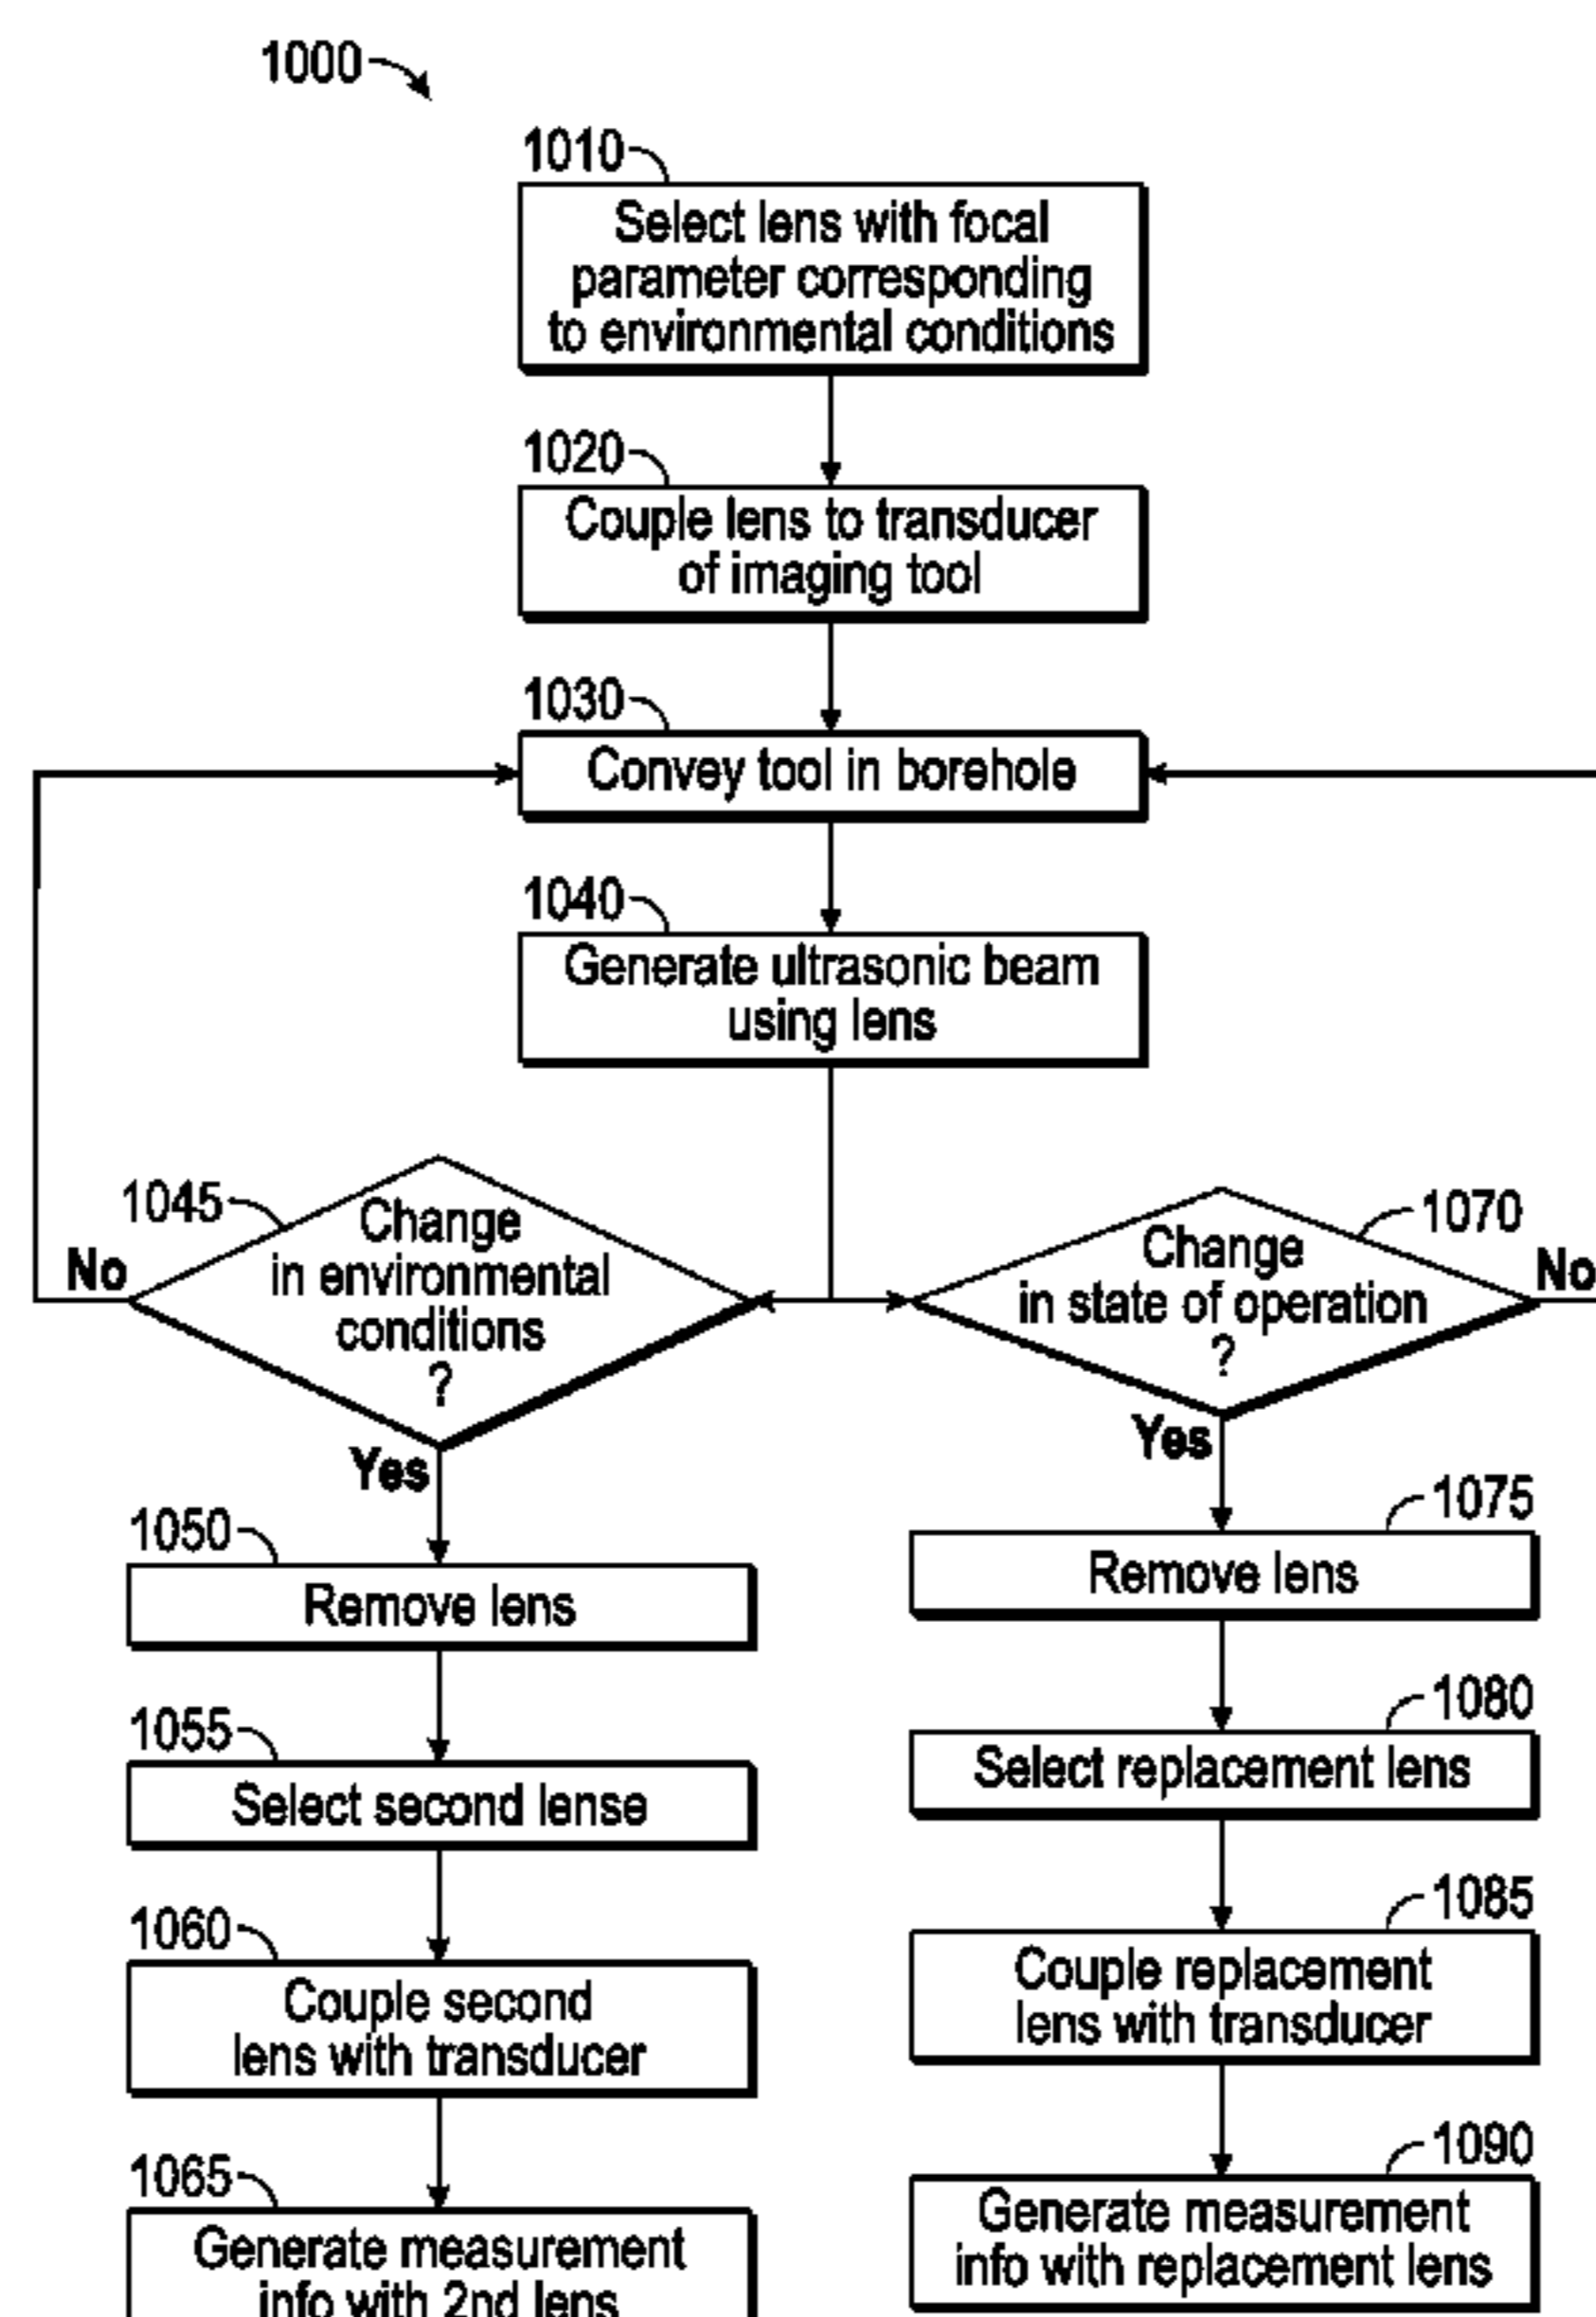 1000
1010
Select lens with focal
parameter corresponding
to environmental conditions
1020
Couple lens to transducer
of imaging tool
1030
Convey tool in borehole
1040
Generate ultrasonic beam
using lens
1045
Change
in environmental
conditions
?
No
Yes
1050
Remove lens
1055
Select second lense
1060
Couple second
lens with transducer
1065
Generate measurement
info with 2nd lens
1070
Change
in state of operation
?
No
Yes
1075
Remove lens
1080
Select replacement lens
1085
Couple replacement
lens with transducer
1090
Generate measurement
info with replacement lens